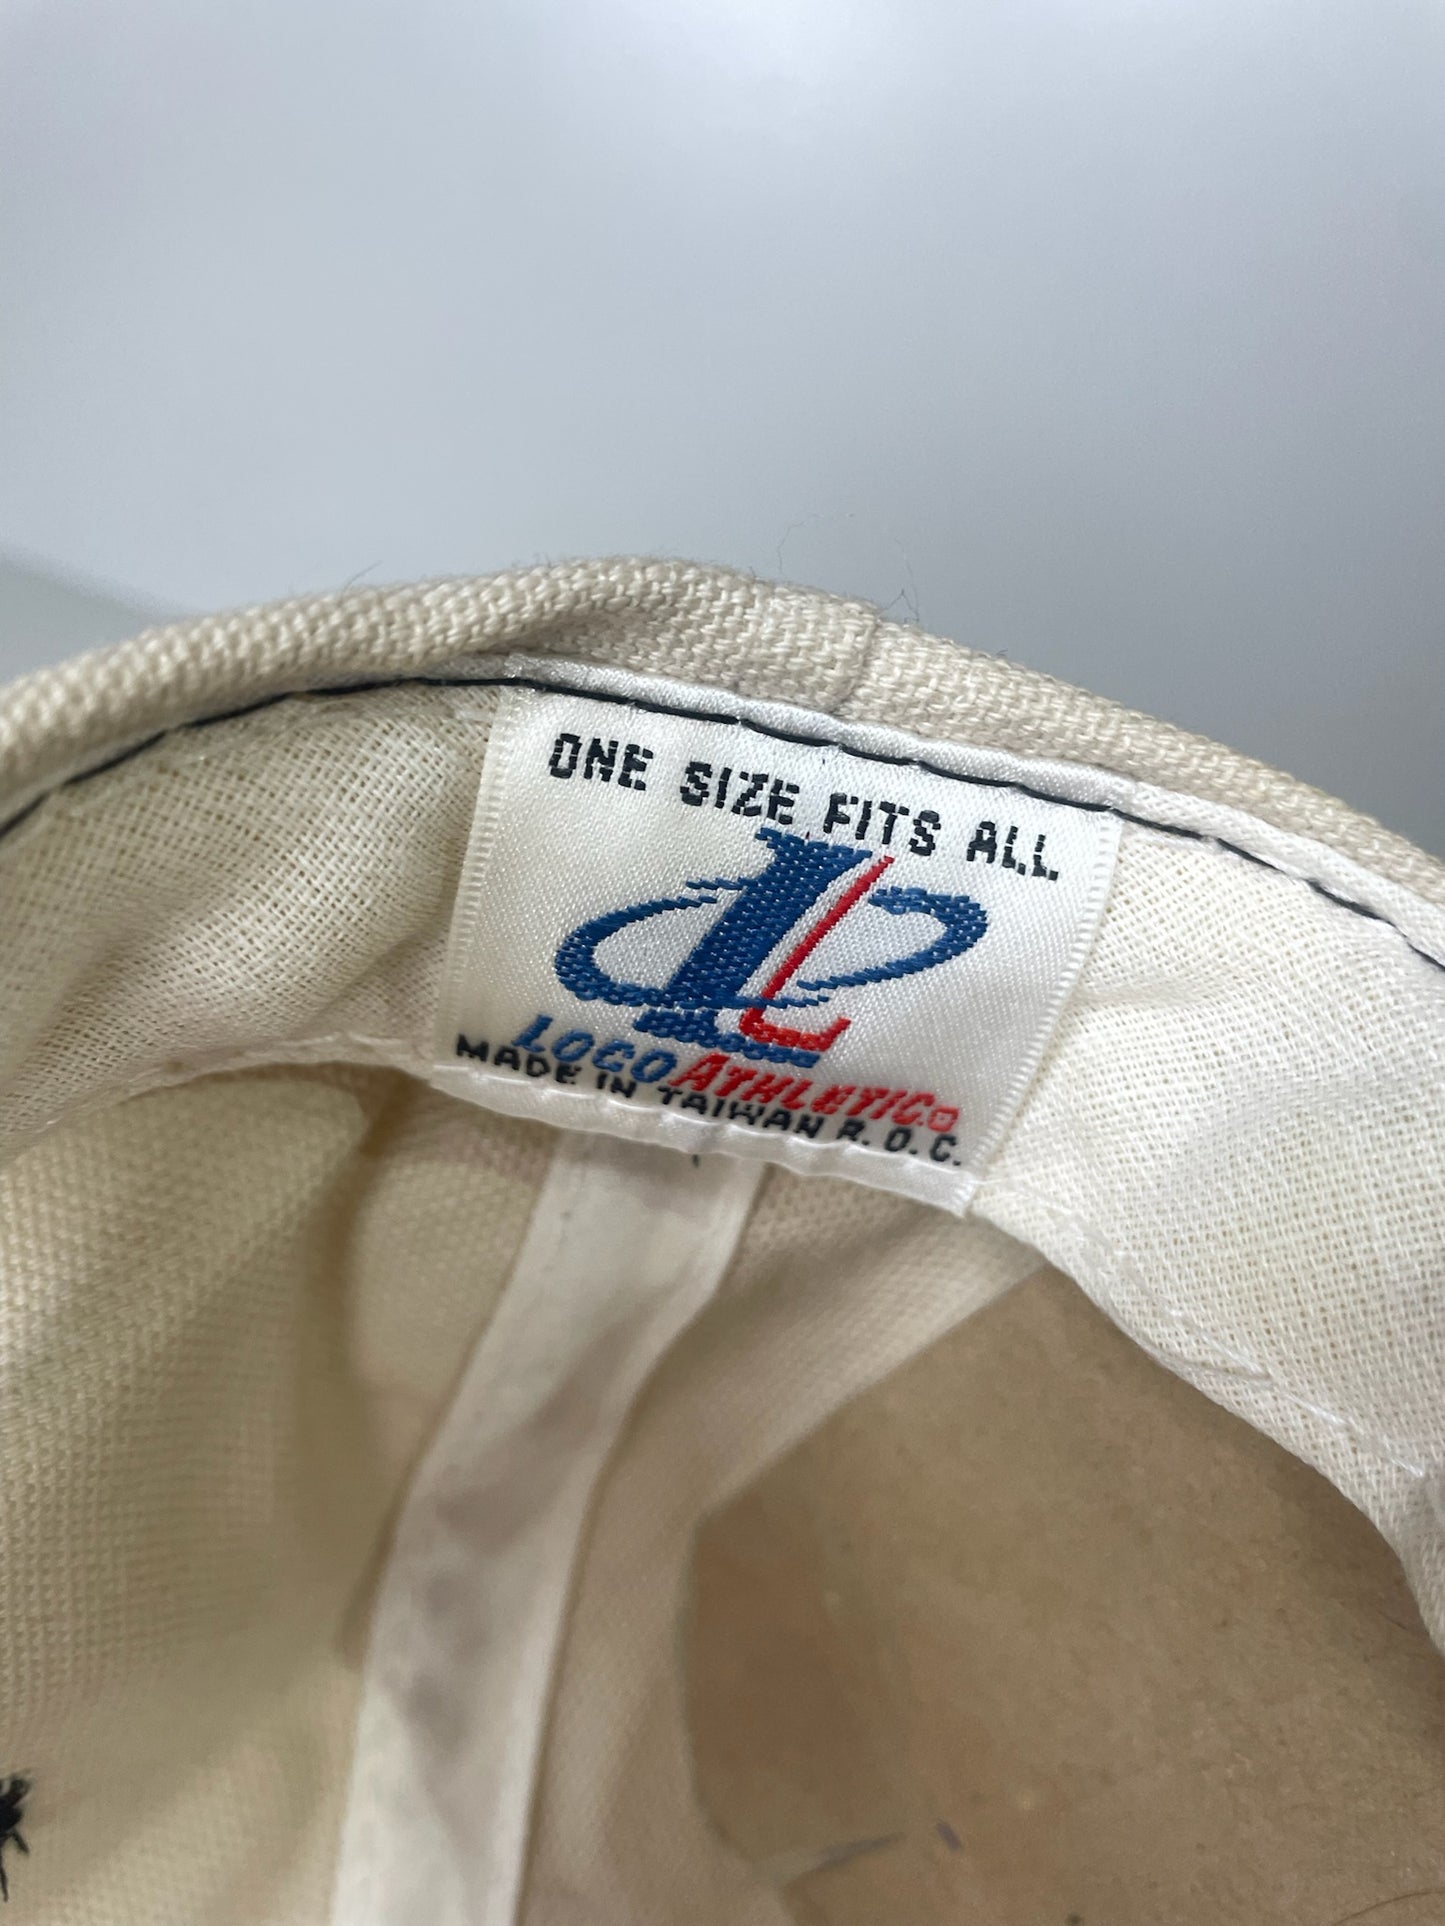 ONE SIZE FITS ALL
LOGO ATHLETIC
MADE IN TAIWAN R.O.C.